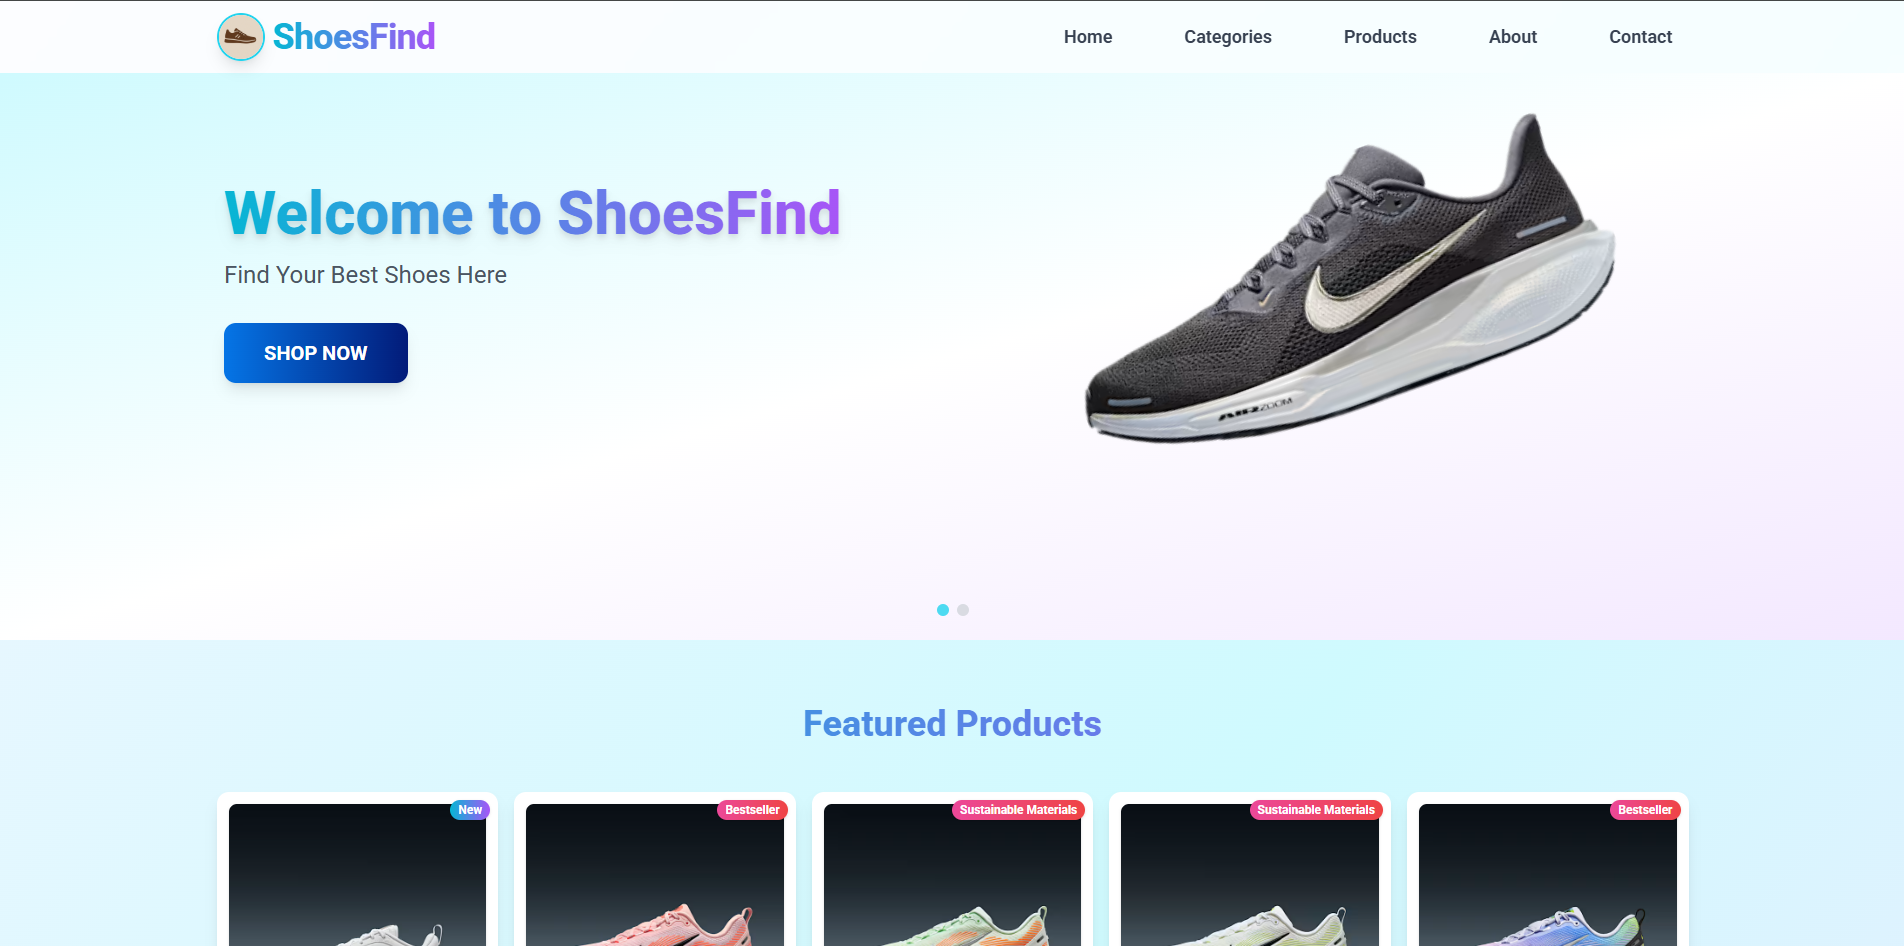 ShoesFind
Home
Categories
Products
About
Contact
Welcome to ShoesFind
Find Your Best Shoes Here
SHOP NOW
AIR ZOOM
Featured Products
New
Bestseller
Sustainable Materials
Sustainable Materials
Bestseller